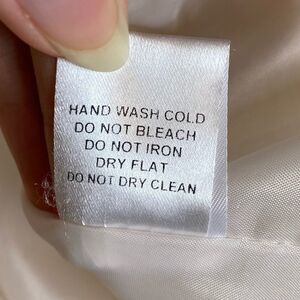 HAND WASH COLD
DO NOT BLEACH
DO NOT IRON
DRY FLAT
DO NOT DRY CLEAN